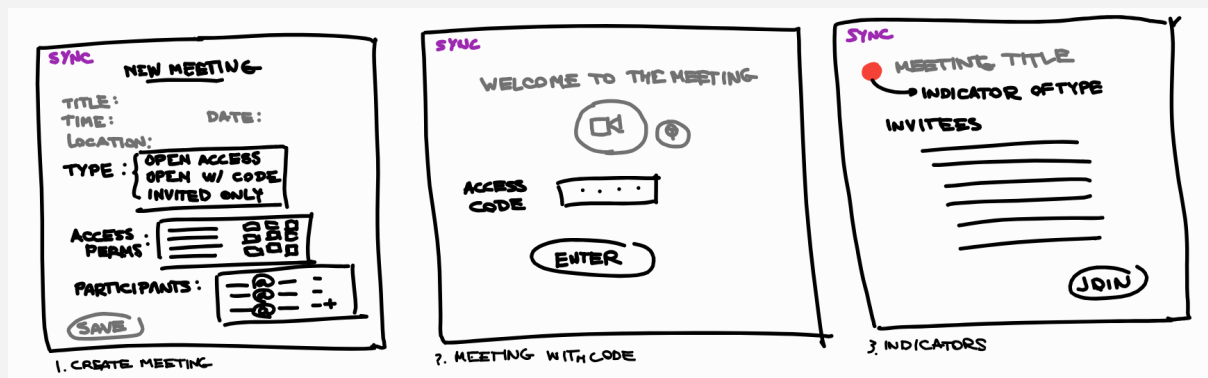 SYNC
NEW MEETING
TITLE:
TIME: DATE:
LOCATION:
TYPE: OPEN ACCESS
OPEN W/ CODE
INVITED ONLY
ACCESS PERMS:
PARTICIPANTS:
SAVE
1. CREATE MEETING
SYNC
WELCOME TO THE MEETING
ACCESS
CODE
ENTER
2. MEETING WITH CODE
SYNC
MEETING TITLE
INDICATOR OF TYPE
INVITEES
JOIN
3. INDICATORS